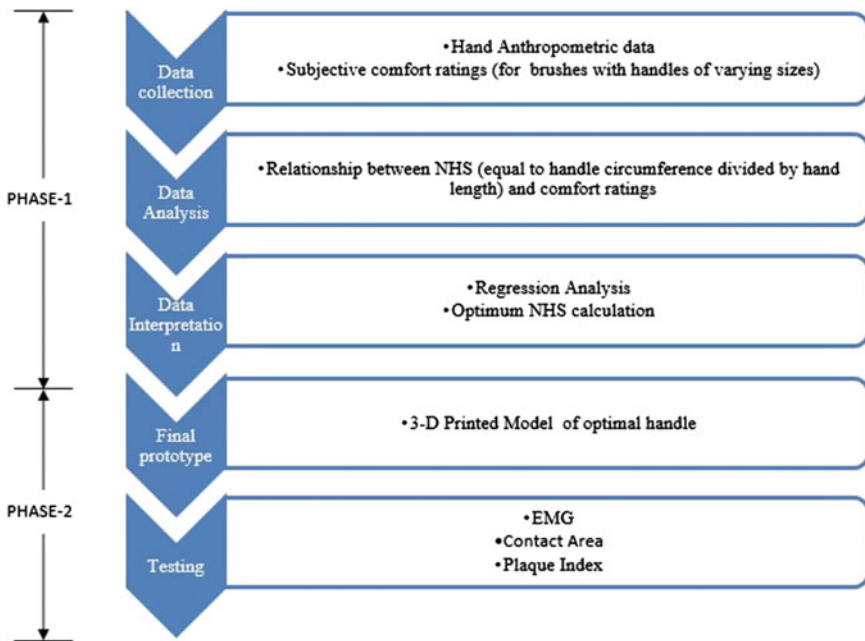 PHASE-1
Data
collection
•Hand Anthropometric data
•Subjective comfort ratings (for brushes with handles of varying sizes)
Data
Analysis
•Relationship between NHS (equal to handle circumference divided by hand
length) and comfort ratings
Data
Interpretatio
n
•Regression Analysis
•Optimum NHS calculation
PHASE-2
Final
prototype
•3-D Printed Model of optimal handle
Testing
•EMG
•Contact Area
•Plaque Index